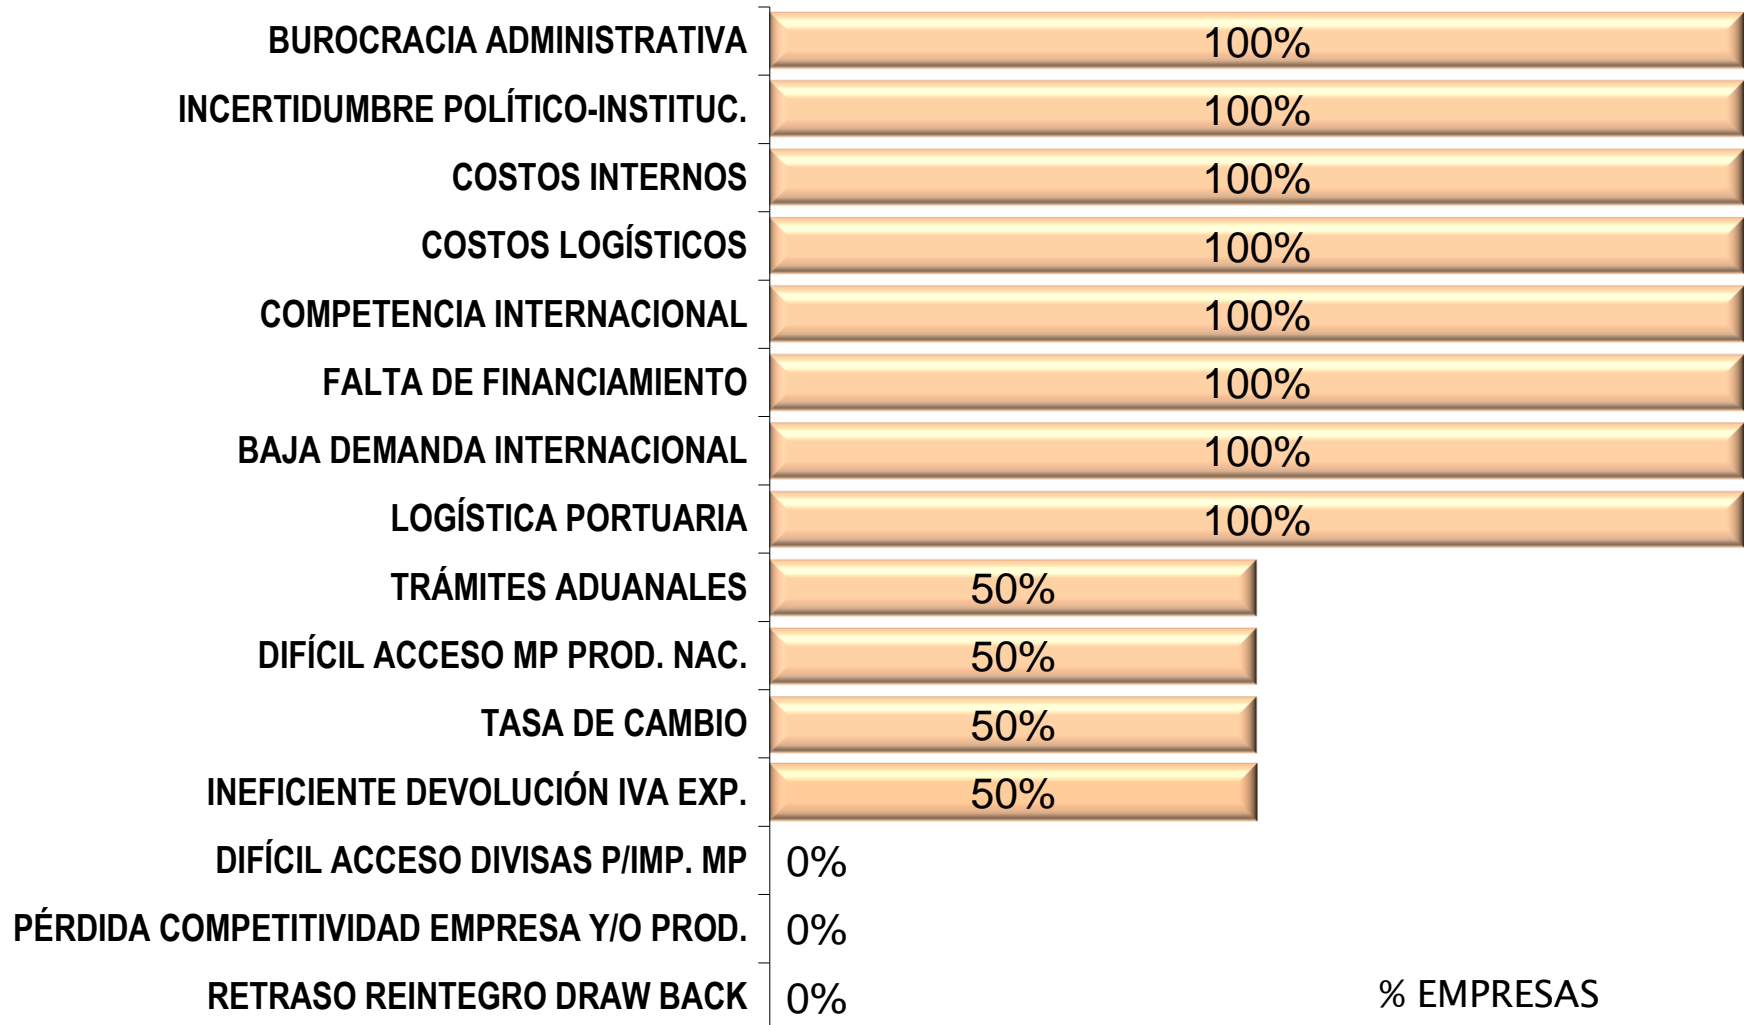 BUROCRACIA ADMINISTRATIVA 100%
INCERTIDUMBRE POLÍTICO-INSTITUC. 100%
COSTOS INTERNOS 100%
COSTOS LOGÍSTICOS 100%
COMPETENCIA INTERNACIONAL 100%
FALTA DE FINANCIAMIENTO 100%
BAJA DEMANDA INTERNACIONAL 100%
LOGÍSTICA PORTUARIA 100%
TRÁMITES ADUANALES 50%
DIFÍCIL ACCESO MP PROD. NAC. 50%
TASA DE CAMBIO 50%
INEFICIENTE DEVOLUCIÓN IVA EXP. 50%
DIFÍCIL ACCESO DIVISAS P/IMP. MP 0%
PÉRDIDA COMPETITIVIDAD EMPRESA Y/O PROD. 0%
RETRASO REINTEGRO DRAW BACK 0%
% EMPRESAS